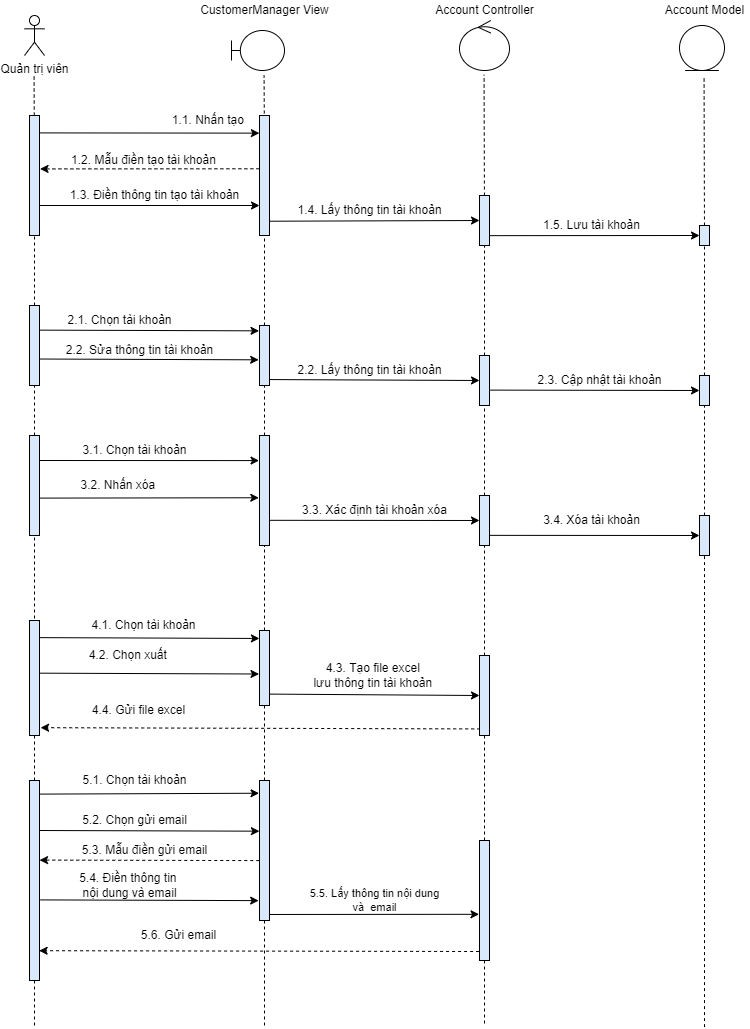 CustomerManager View
Account Controller
Account Model
Quản trị viên
1.1. Nhấn tạo
1.2. Mẫu điền tạo tài khoản
1.3. Điền thông tin tạo tài khoản
1.4. Lấy thông tin tài khoản
1.5. Lưu tài khoản
2.1. Chọn tài khoản
2.2. Sửa thông tin tài khoản
2.2. Lấy thông tin tài khoản
2.3. Cập nhật tài khoản
3.1. Chọn tài khoản
3.2. Nhấn xóa
3.3. Xác định tài khoản xóa
3.4. Xóa tài khoản
4.1. Chọn tài khoản
4.2. Chọn xuất
4.3. Tạo file excel
lưu thông tin tài khoản
4.4. Gửi file excel
5.1. Chọn tài khoản
5.2. Chọn gửi email
5.3. Mẫu điền gửi email
5.4. Điền thông tin
nội dung và email
5.5. Lấy thông tin nội dung
và email
5.6. Gửi email